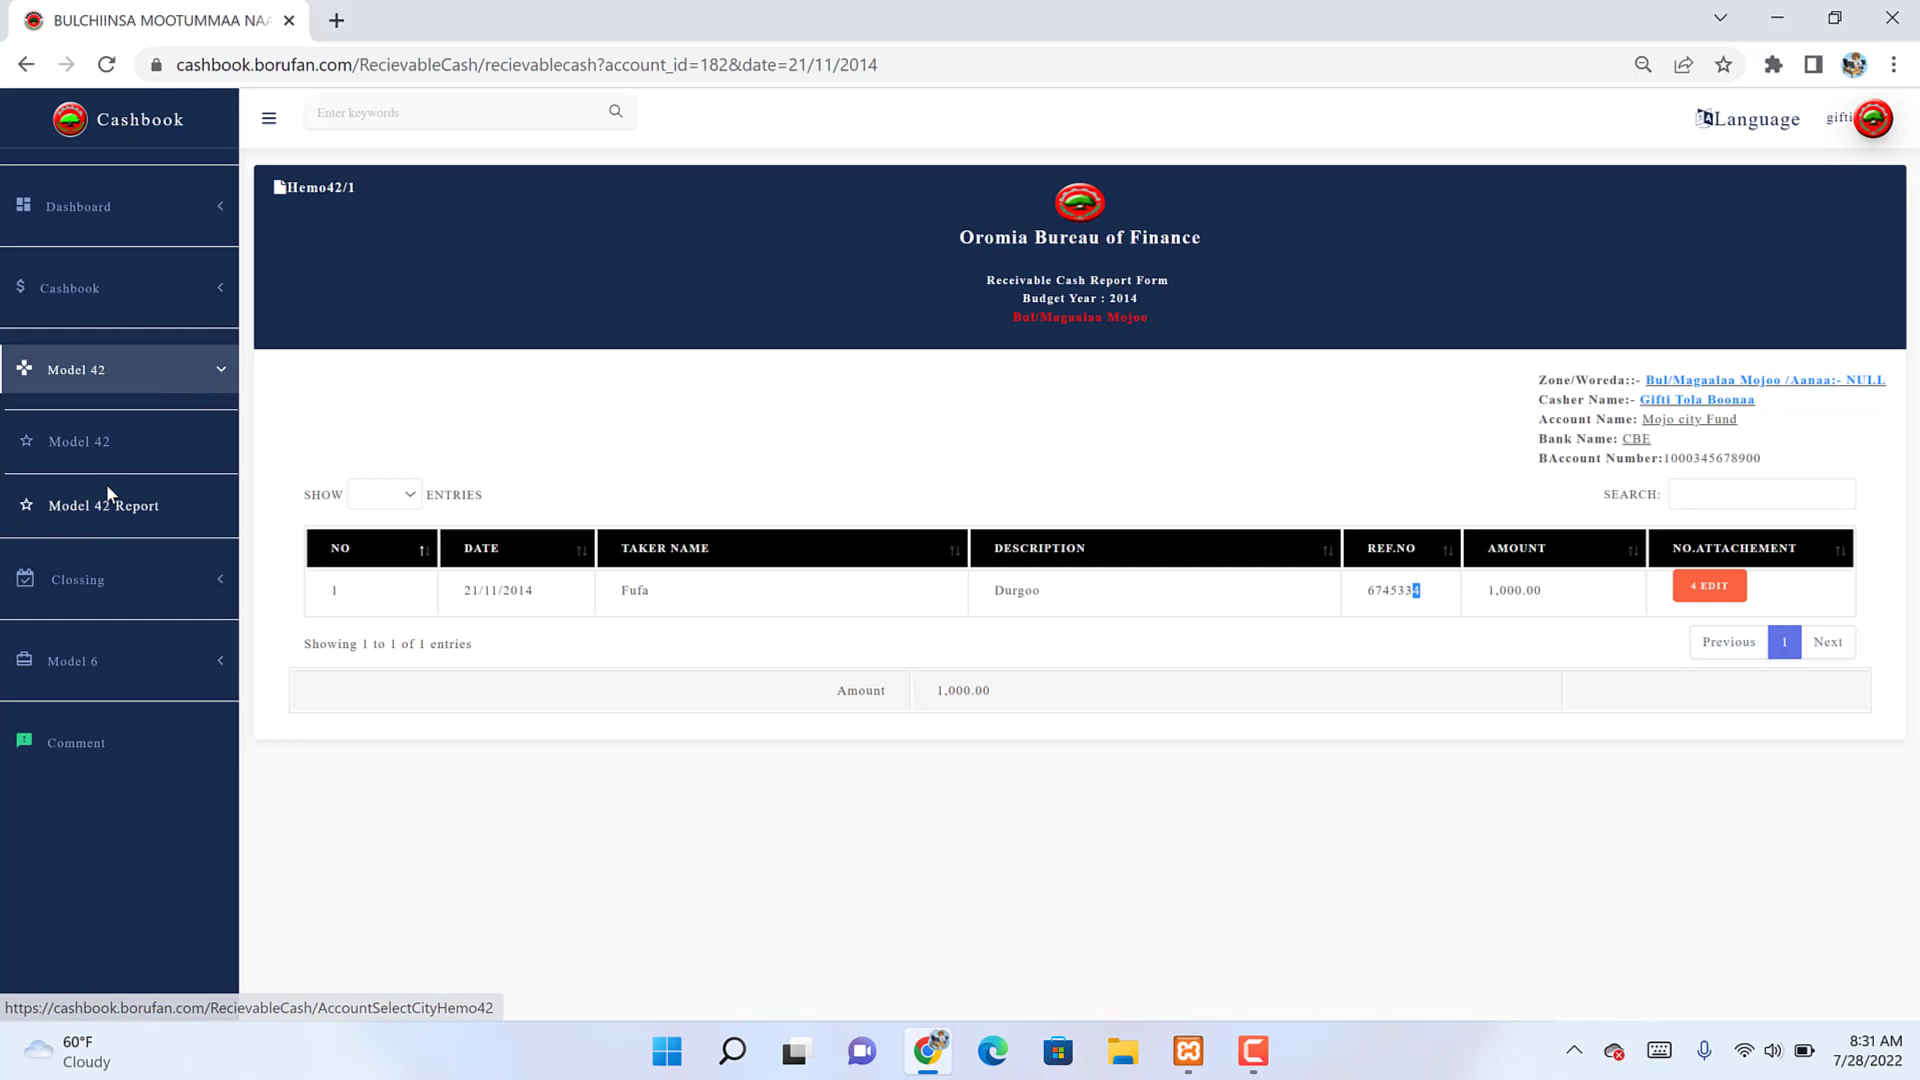 BULCHIINSA MOOTUMMAA NAA
cashbook.borufan.com/RecievableCash/recievablecash?account_id=182&date=21/11/2014
Cashbook
Enter keywords
Language
gifti
Dashboard
Cashbook
Model 42
Model 42
Model 42 Report
Clossing
Model 6
Comment
Hemo42/1
Oromia Bureau of Finance
Receivable Cash Report Form
Budget Year : 2014
Bul/Magaalaa Mojoo
Zone/Woreda::- Bul/Magaalaa Mojoo /Aanaa:- NULL
Casher Name:- Gifti Tola Boonaa
Account Name: Mojo city Fund
Bank Name: CBE
BAccount Number:1000345678900
SHOW ENTRIES
SEARCH:
NO DATE TAKER NAME DESCRIPTION REF.NO AMOUNT NO.ATTACHEMENT
1 21/11/2014 Fufa Durgoo 6745334 1,000.00 4 EDIT
Showing 1 to 1 of 1 entries
Previous 1 Next
Amount 1,000.00
https://cashbook.borufan.com/RecievableCash/AccountSelectCityHemo42
60°F
Cloudy
8:31 AM
7/28/2022